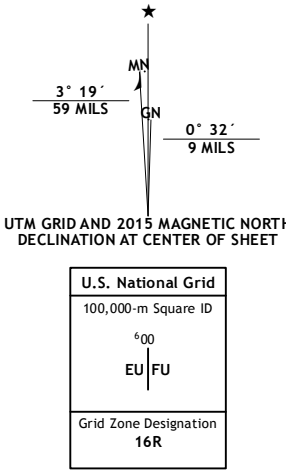 ★
MN
3° 19´
59 MILS
GN
0° 32´
9 MILS
UTM GRID AND 2015 MAGNETIC NORTH
DECLINATION AT CENTER OF SHEET
U.S. National Grid
100,000-m Square ID
⁶00
EU FU
Grid Zone Designation
16R